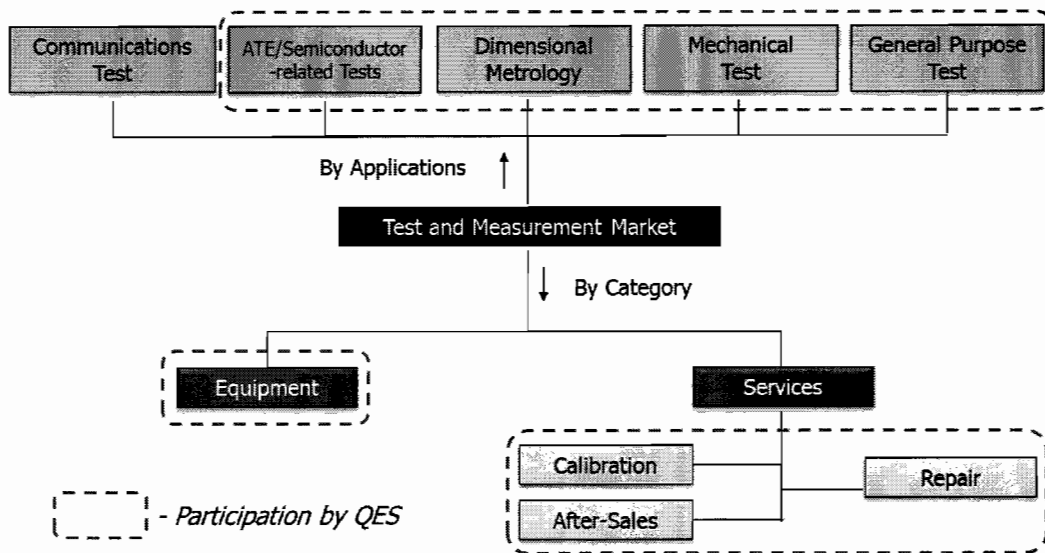 Communications
Test
ATE/Semiconductor
-related Tests
Dimensional
Metrology
Mechanical
Test
General Purpose
Test
By Applications
Test and Measurement Market
By Category
Equipment
Services
Calibration
Repair
After-Sales
- Participation by QES